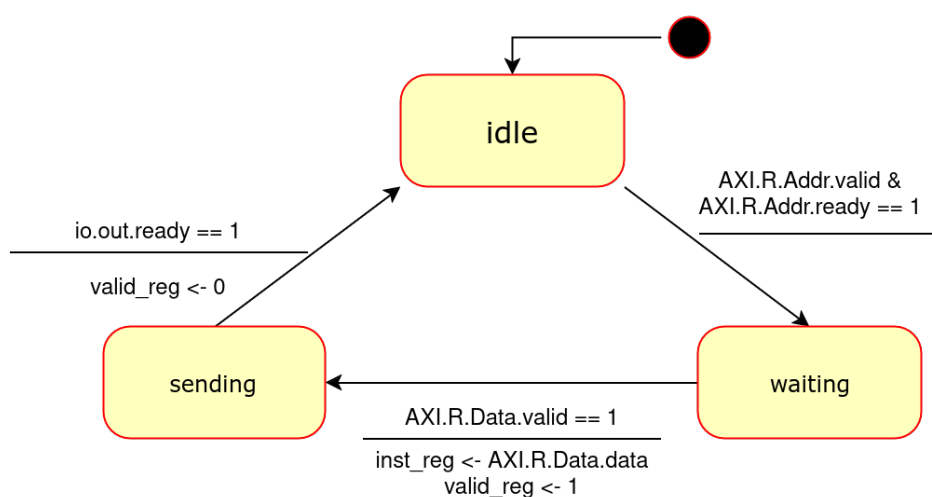 idle
AXI.R.Addr.valid &
AXI.R.Addr.ready == 1
io.out.ready == 1
valid_reg <- 0
sending
waiting
AXI.R.Data.valid == 1
inst_reg <- AXI.R.Data.data
valid_reg <- 1